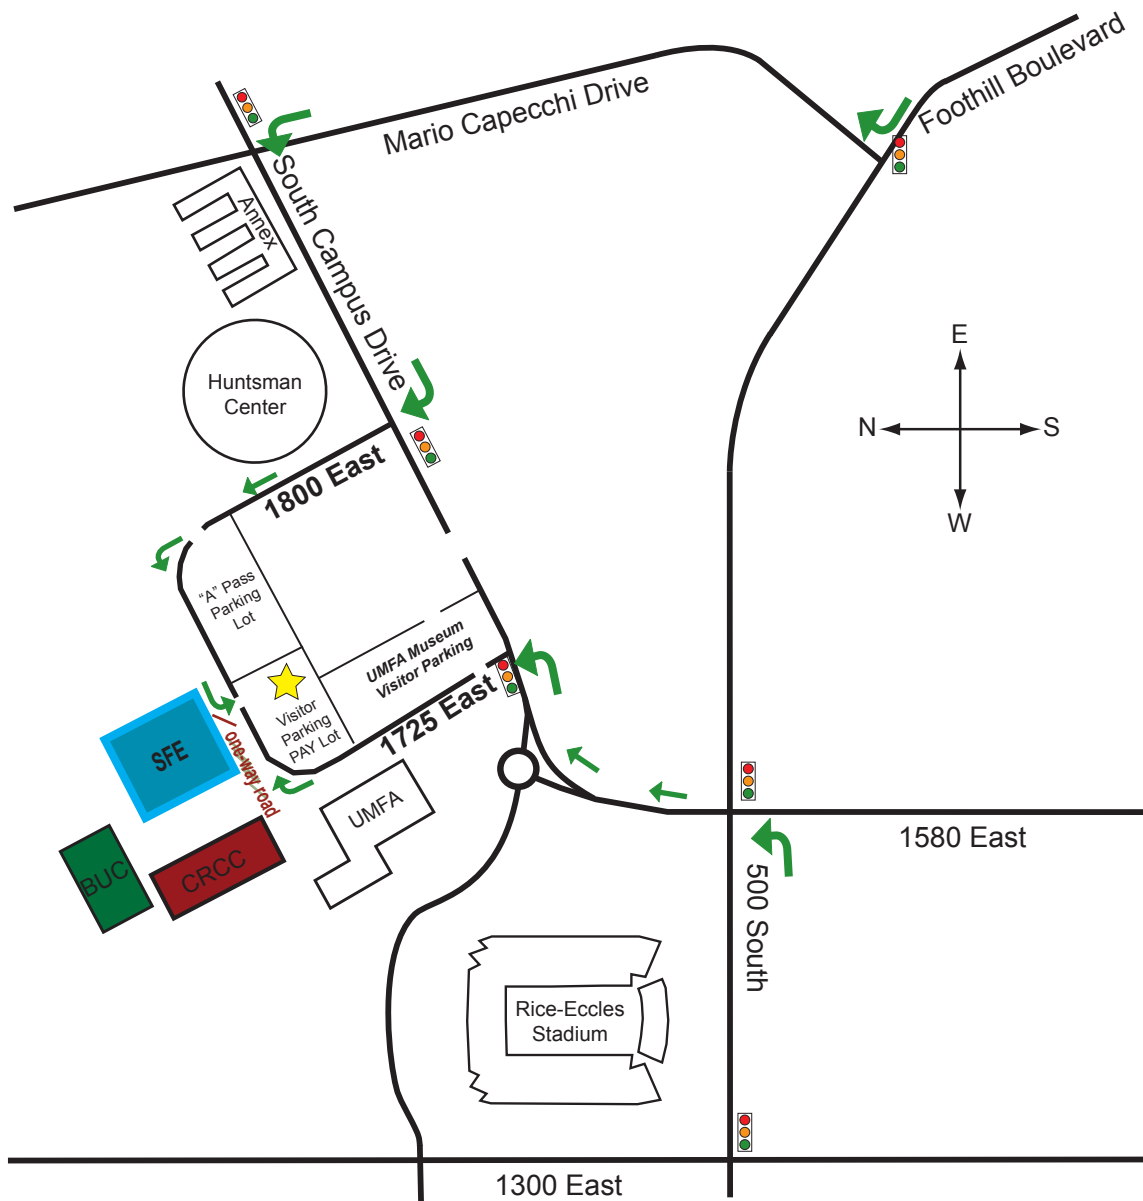 Foothill Boulevard
Mario Capecchi Drive
South Campus Drive
Annex
Huntsman
Center
E
N
S
W
1800 East
“A” Pass
Parking
Lot
UMFA Museum
Visitor Parking
Visitor
Parking
PAY Lot
1725 East
SFE
one-way road
UMFA
BUC
CRCC
1580 East
500 South
Rice-Eccles
Stadium
1300 East